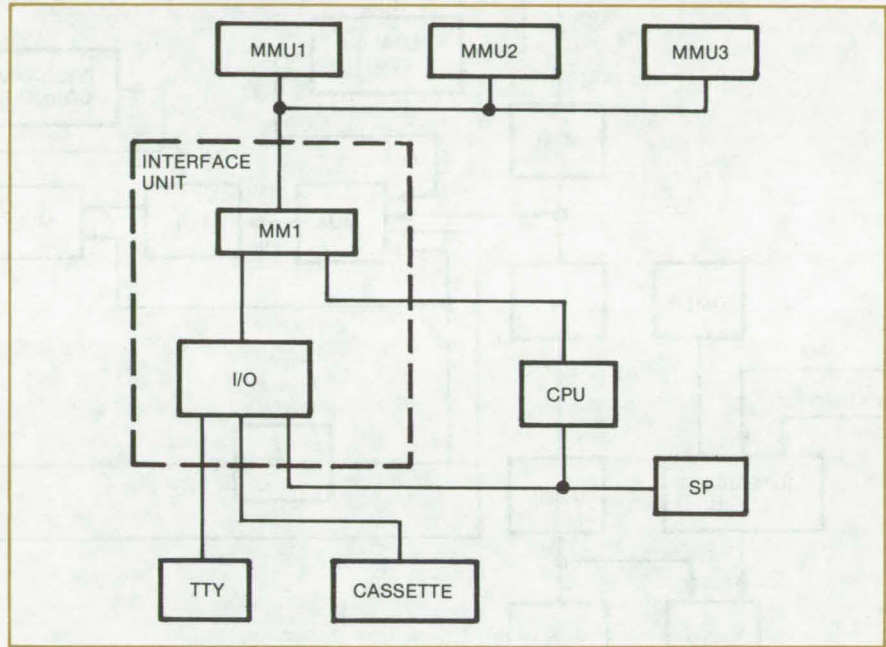 MMU1
MMU2
MMU3
INTERFACE
UNIT
MM1
I/O
CPU
SP
TTY
CASSETTE